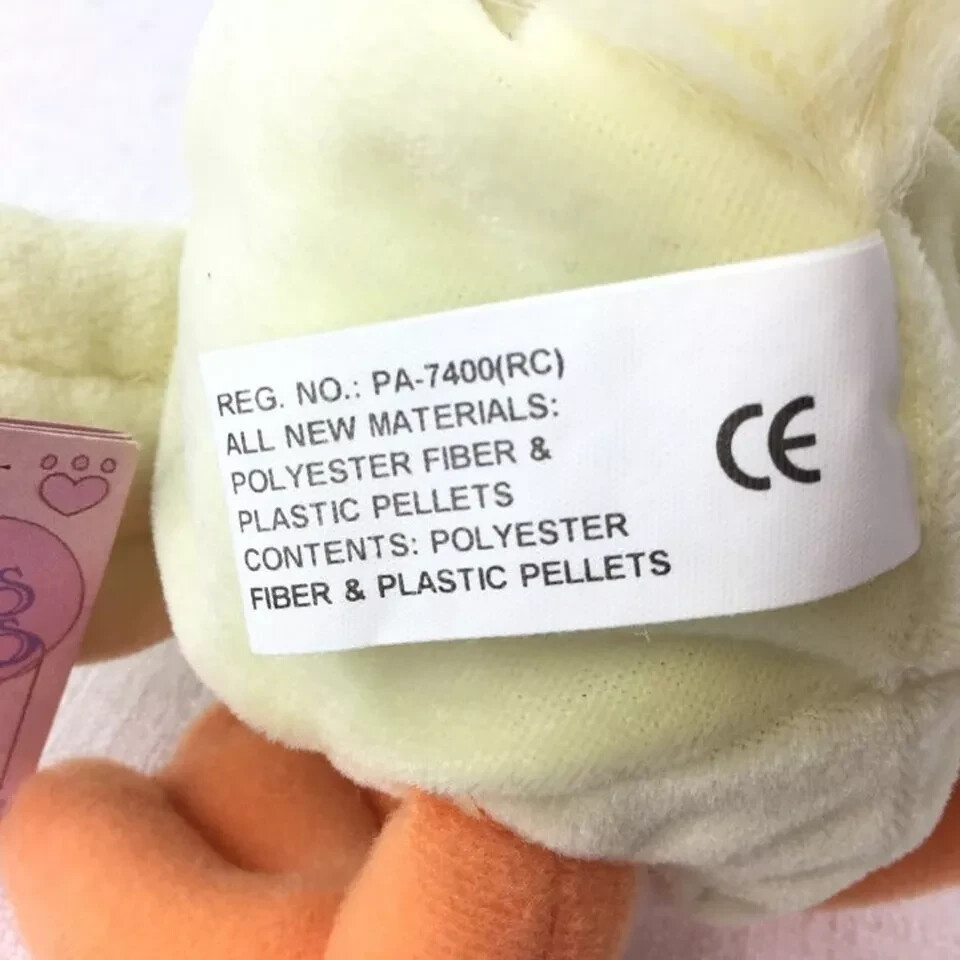 REG. NO.: PA-7400(RC)
ALL NEW MATERIALS:
POLYESTER FIBER &
PLASTIC PELLETS
CONTENTS: POLYESTER
FIBER & PLASTIC PELLETS
CE